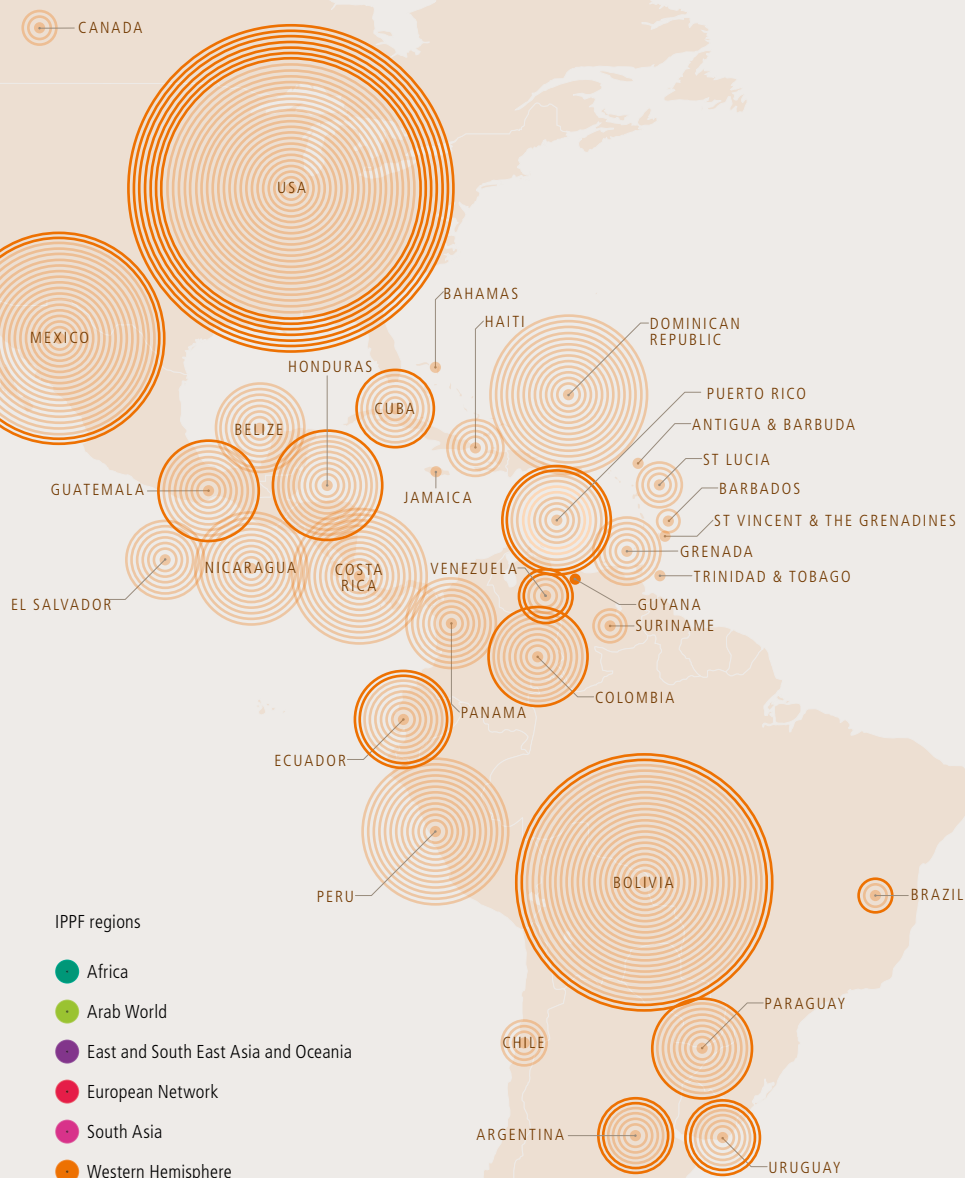 CANADA
USA
BAHAMAS
HAITI
DOMINICAN
REPUBLIC
MEXICO
HONDURAS
PUERTO RICO
CUBA
ANTIGUA & BARBUDA
BELIZE
ST LUCIA
GUATEMALA
BARBADOS
JAMAICA
ST VINCENT & THE GRENADINES
GRENADA
NICARAGUA
COSTA
RICA
VENEZUELA
TRINIDAD & TOBAGO
EL SALVADOR
GUYANA
SURINAME
COLOMBIA
PANAMA
ECUADOR
BOLIVIA
PERU
BRAZIL
IPPF regions
Africa
Arab World
East and South East Asia and Oceania
European Network
South Asia
Western Hemisphere
PARAGUAY
CHILE
ARGENTINA
URUGUAY